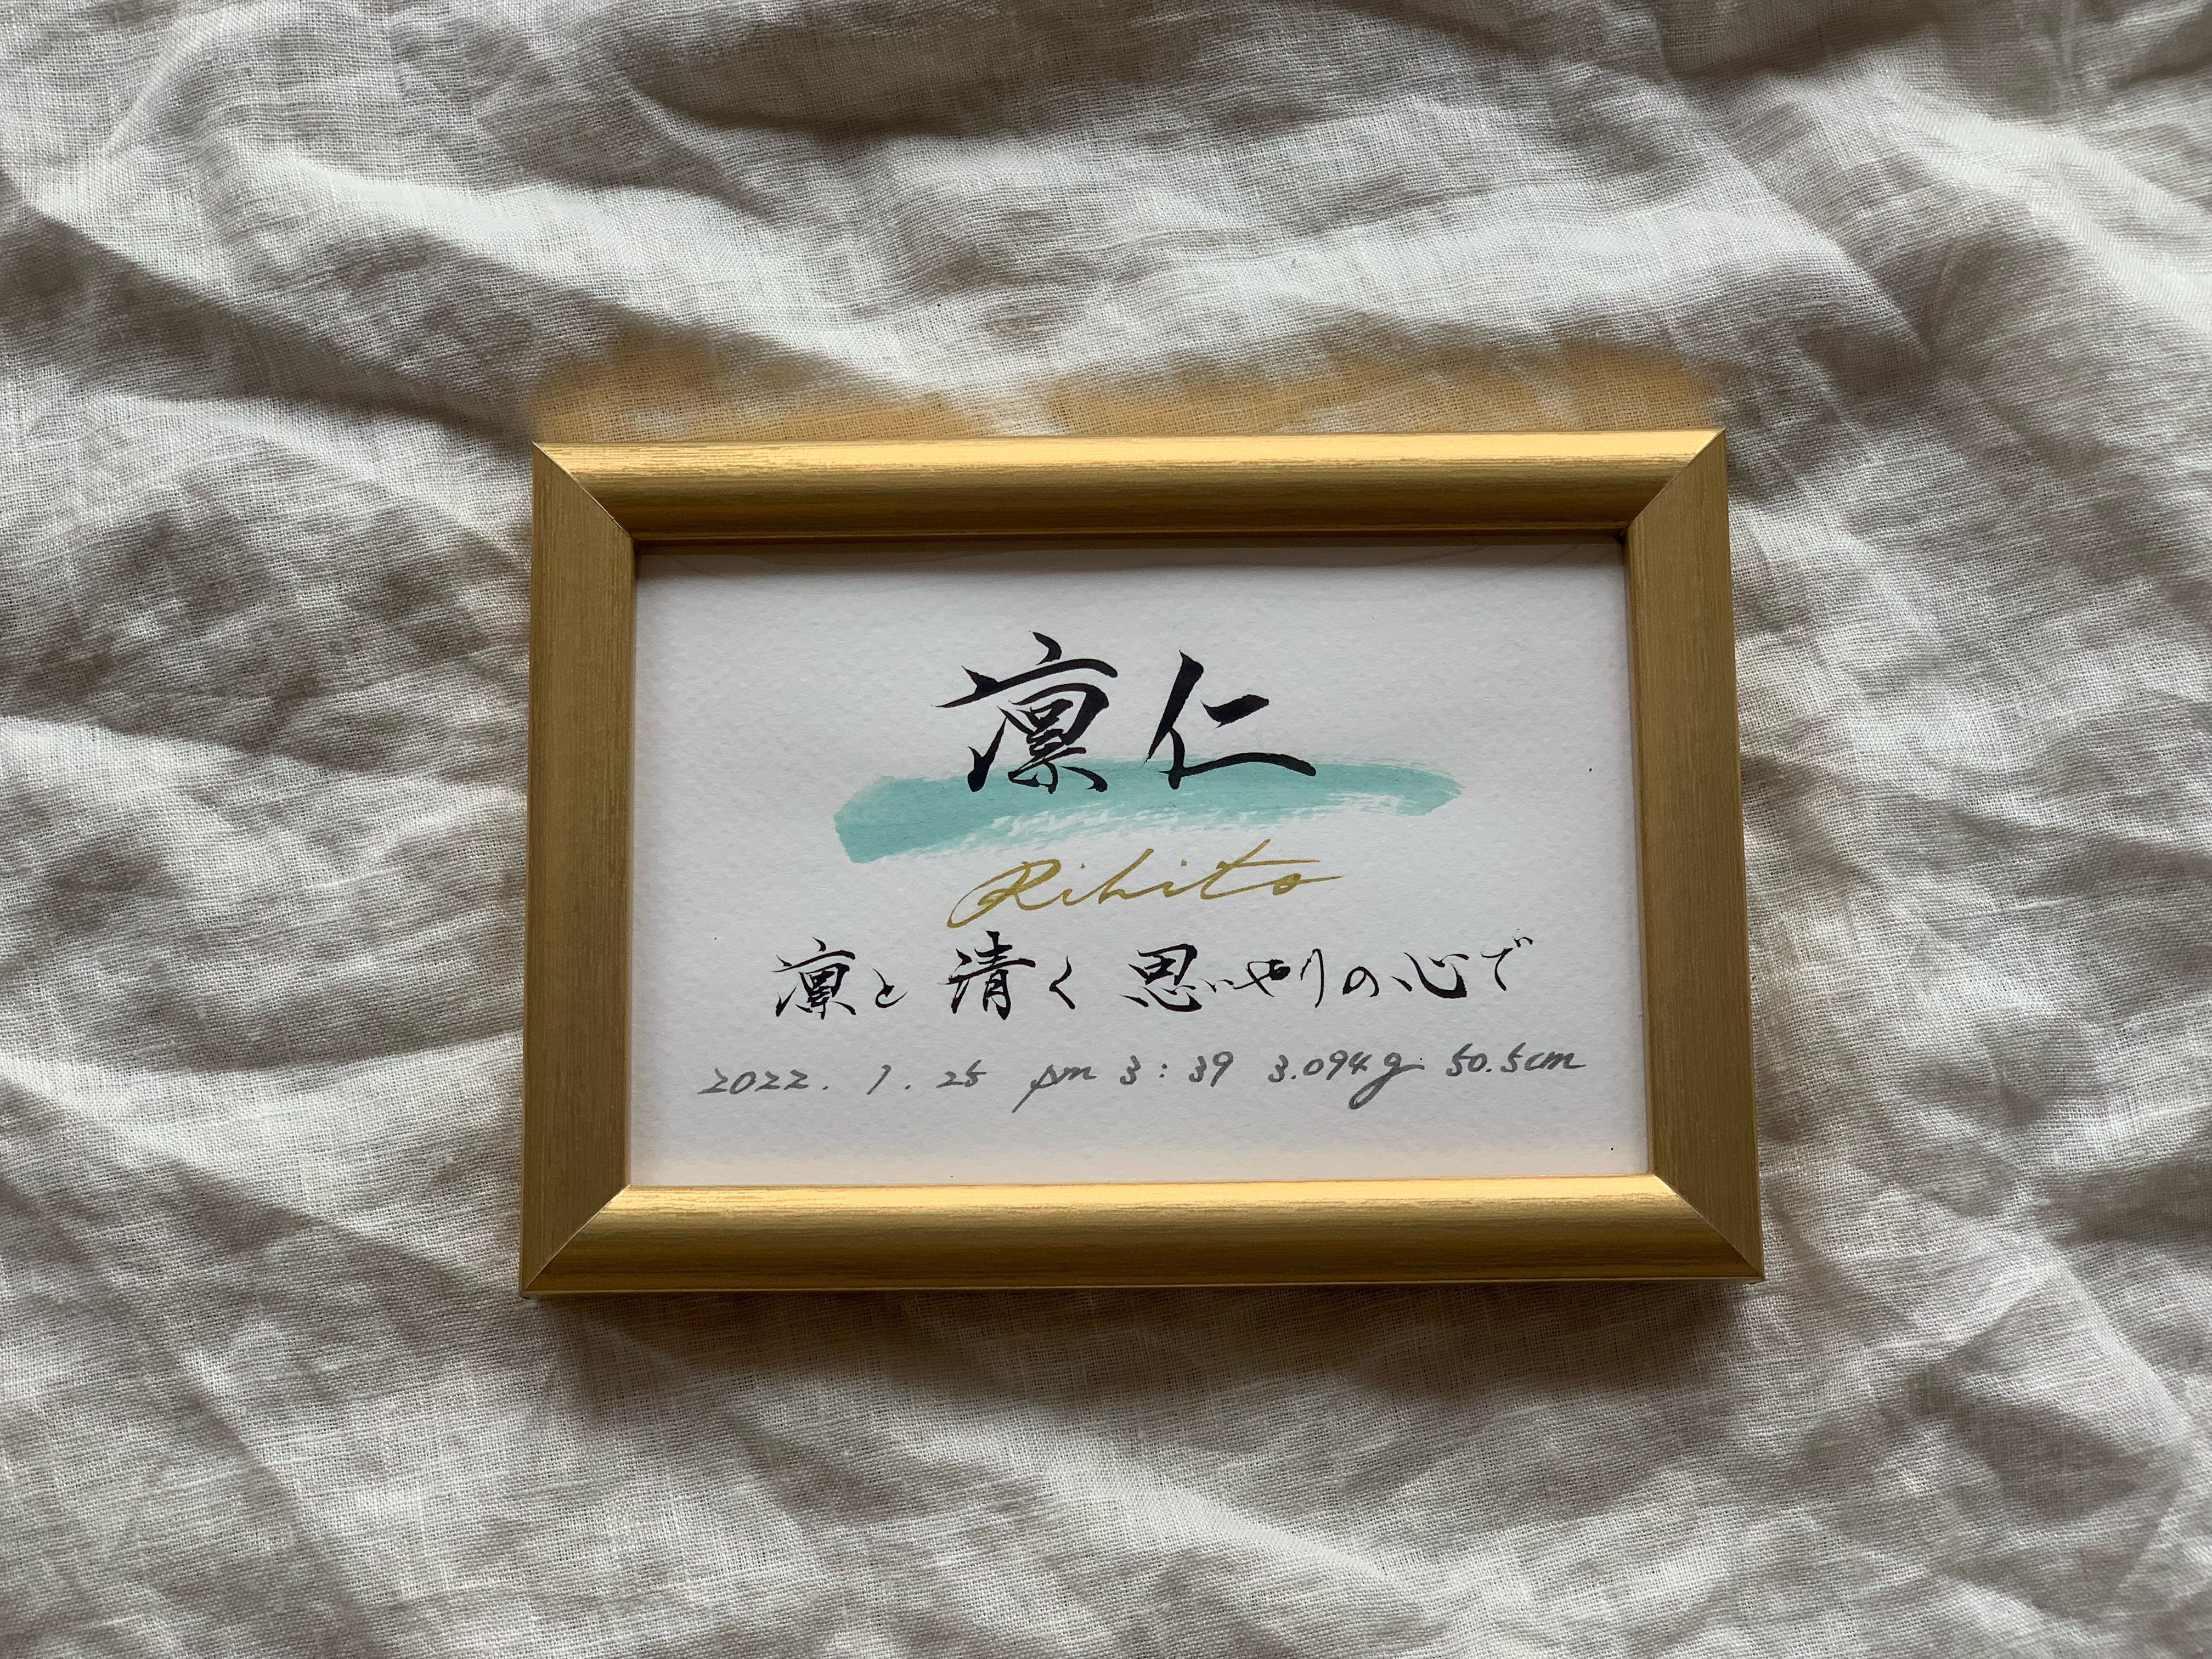 凛仁
Rihito
凛と清く思いやりの心で
2022. 1. 25 pm 3:39 3.094g 50.5cm